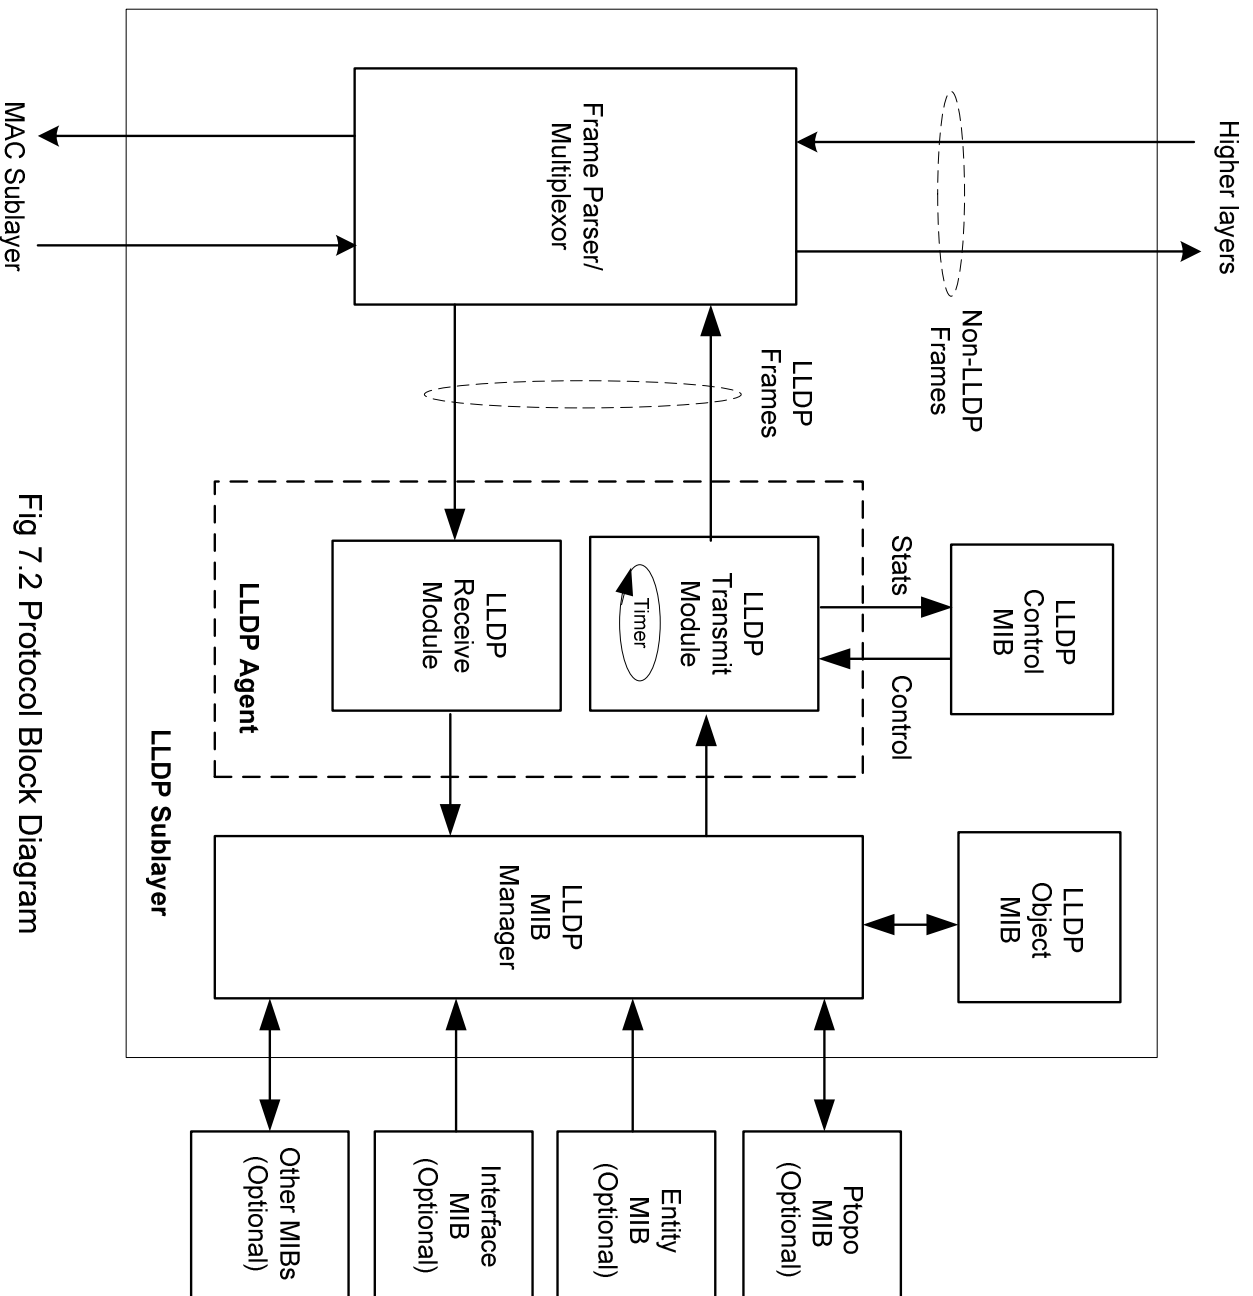 Higher layers
Non-LLDP
Frames
Frame Parser/
Multiplexor
LLDP
Frames
MAC Sublayer
LLDP
Control
MIB
Stats
Control
LLDP
Transmit
Module
Timer
LLDP
Receive
Module
LLDP Agent
LLDP
Object
MIB
LLDP
MIB
Manager
LLDP Sublayer
Ptopo
MIB
(Optional)
Entity
MIB
(Optional)
Interface
MIB
(Optional)
Other MIBs
(Optional)
Fig 7.2 Protocol Block Diagram